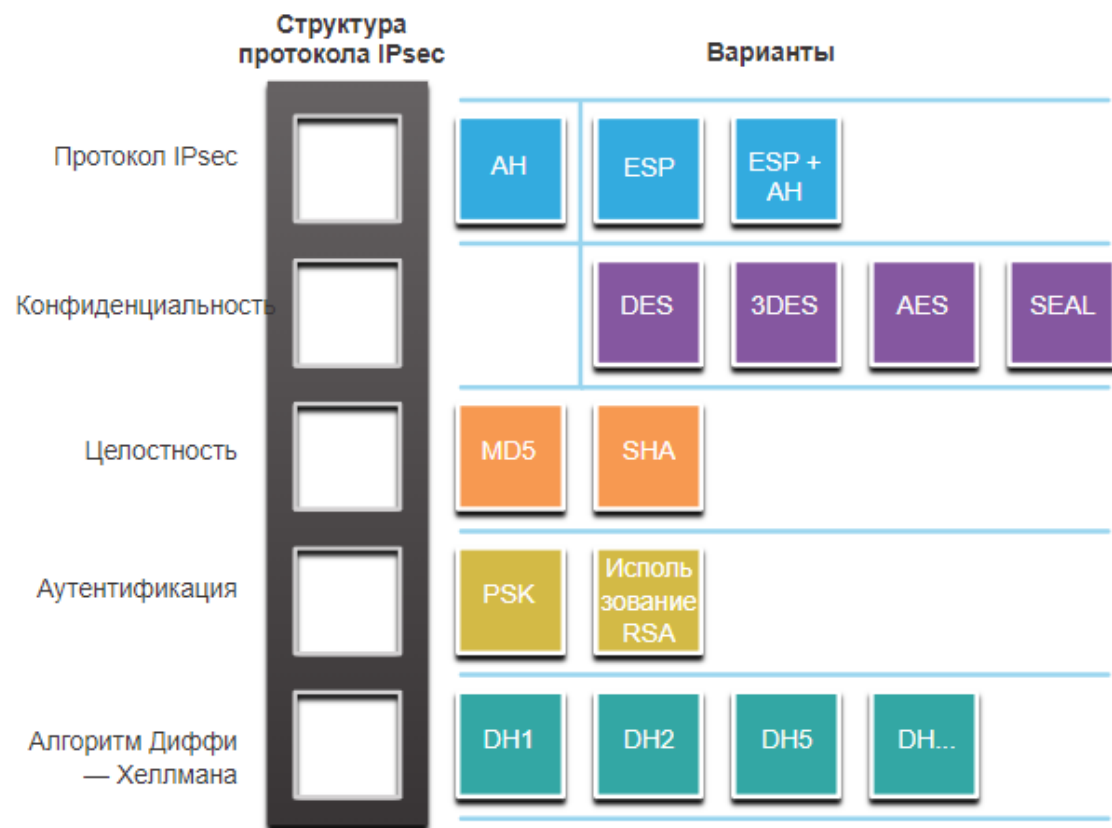 Структура
протокола IPsec
Варианты
Протокол IPsec
AH
ESP
ESP +
AH
Конфиденциальность
DES
3DES
AES
SEAL
Целостность
MD5
SHA
Аутентификация
PSK
Исполь
зование
RSA
Алгоритм Диффи
— Хеллмана
DH1
DH2
DH5
DH...